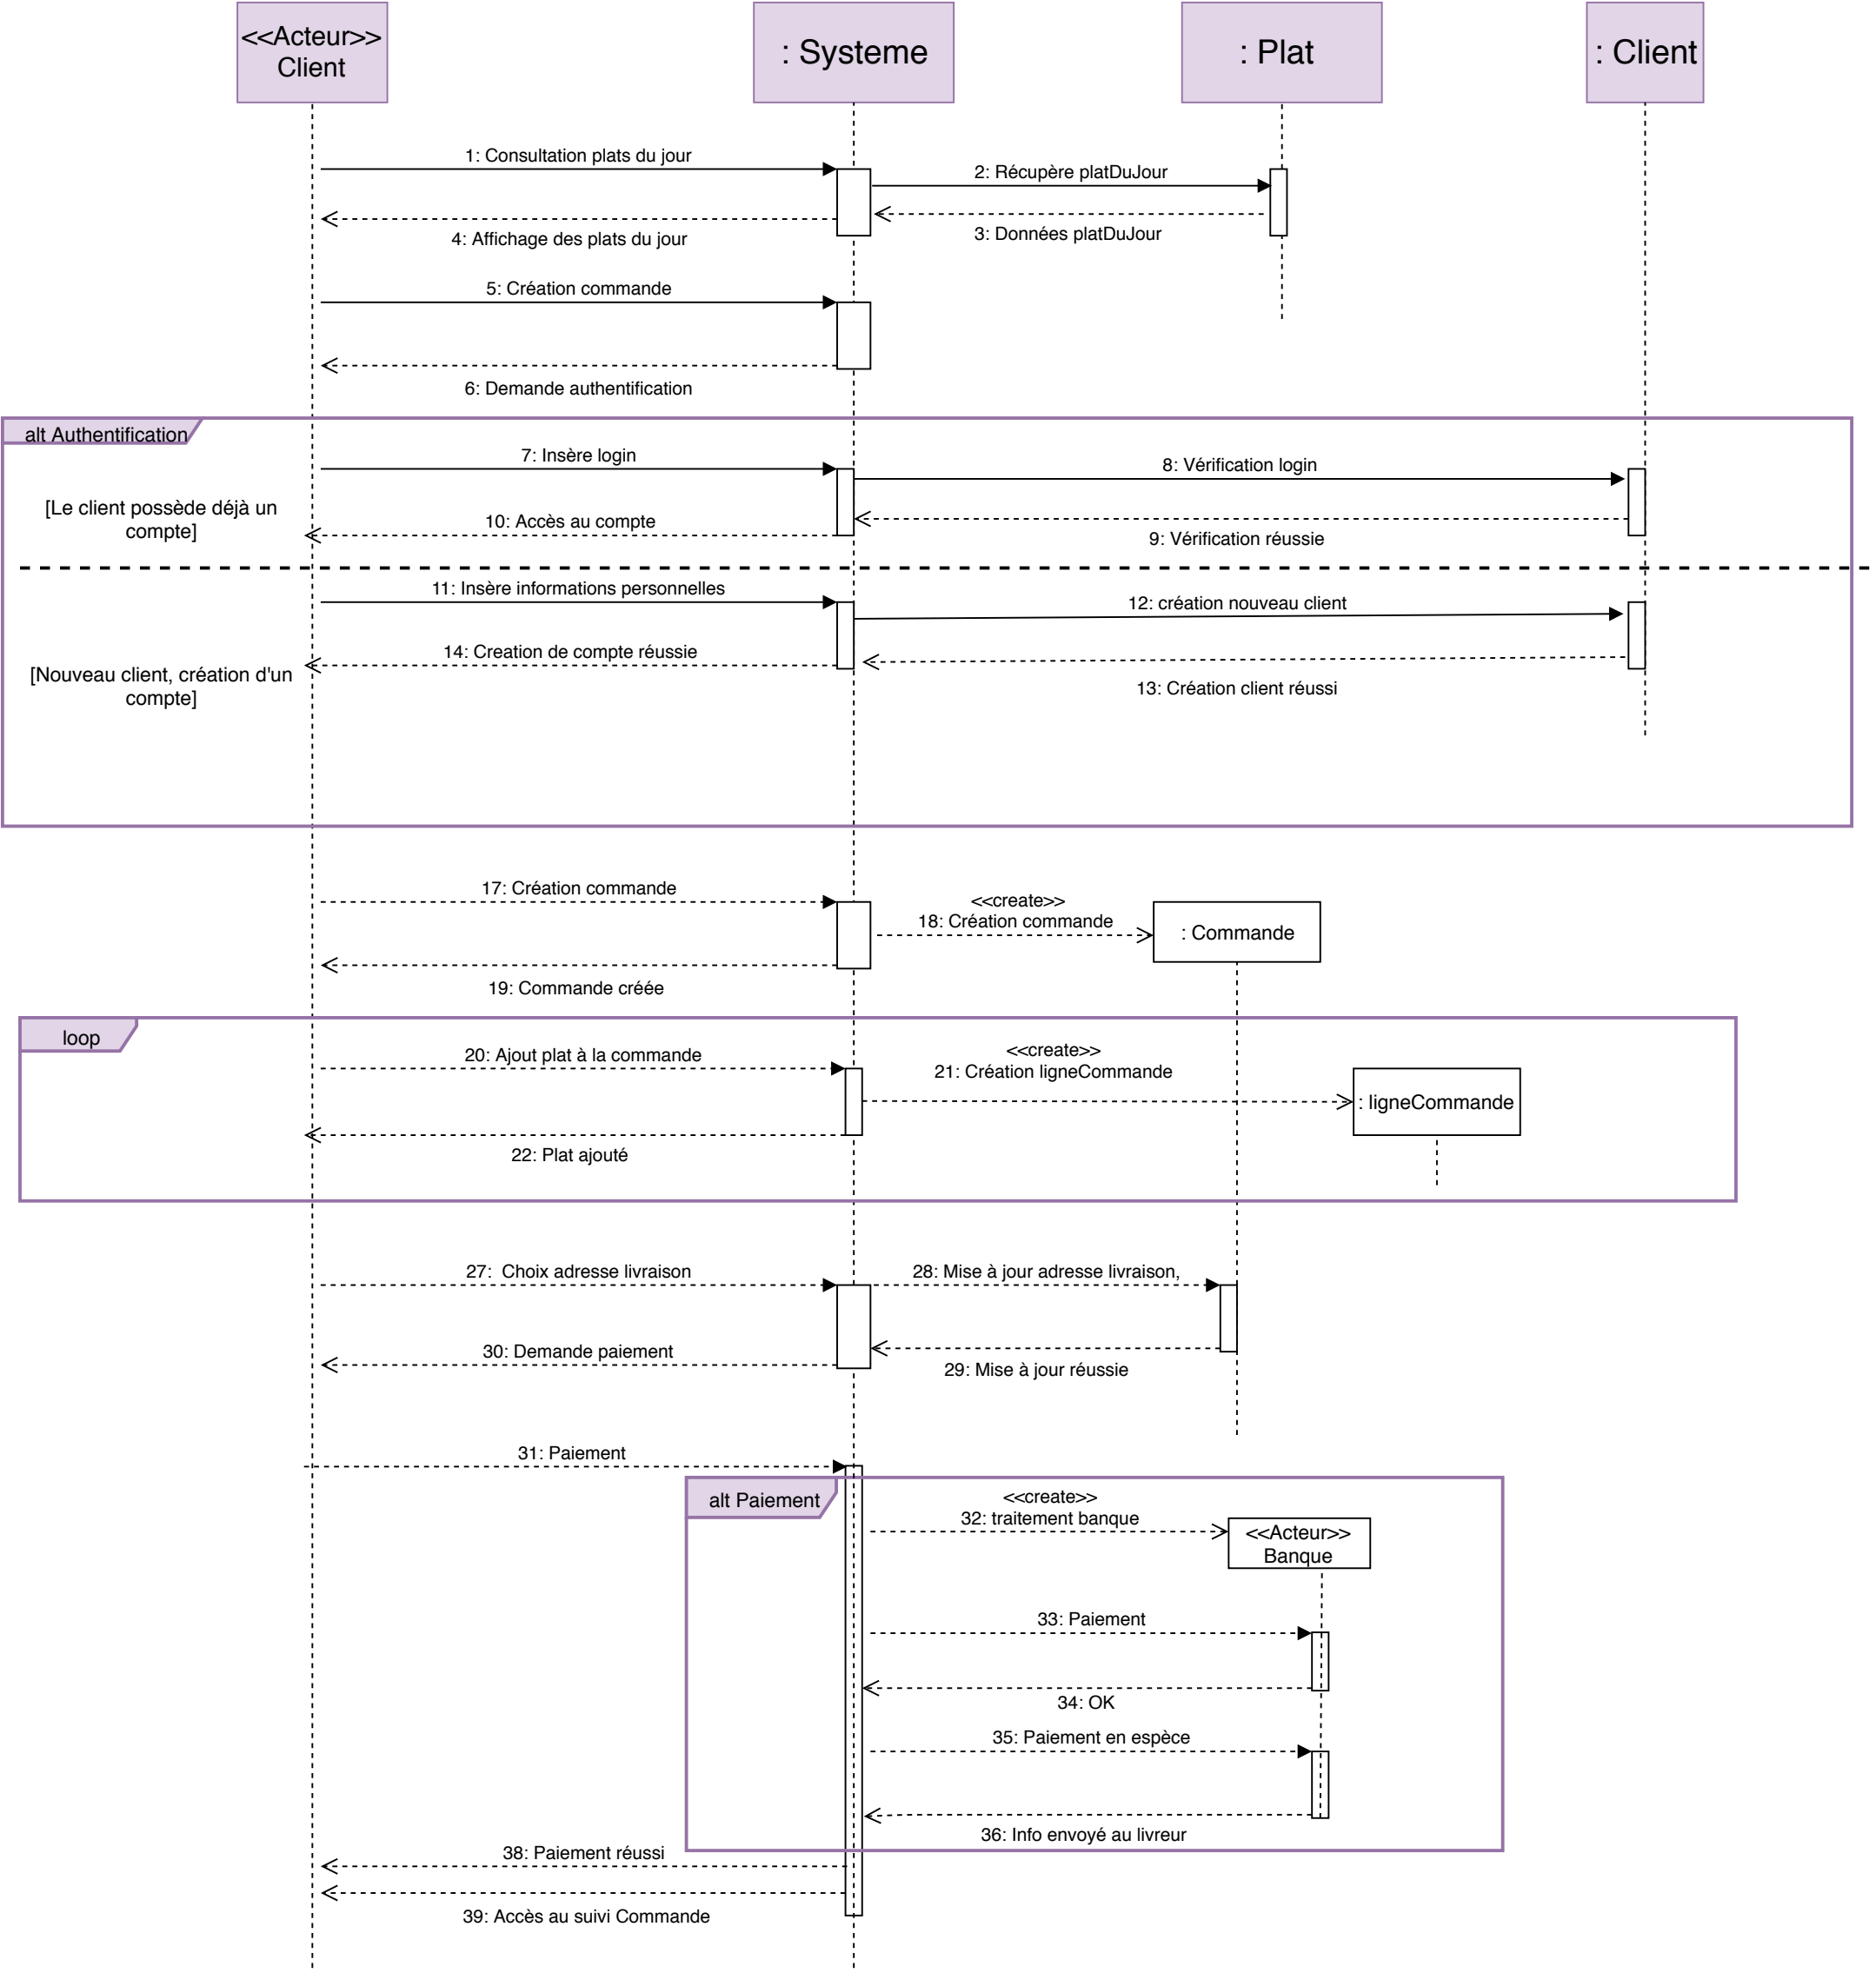 <<Acteur>>
Client
: Systeme
: Plat
: Client
1: Consultation plats du jour
2: Récupère platDuJour
3: Données platDuJour
4: Affichage des plats du jour
5: Création commande
6: Demande authentification
alt Authentification
7: Insère login
8: Vérification login
[Le client possède déjà un
compte]
10: Accès au compte
9: Vérification réussie
11: Insère informations personnelles
12: création nouveau client
14: Creation de compte réussie
[Nouveau client, création d'un
compte]
13: Création client réussi
17: Création commande
<<create>>
18: Création commande
: Commande
19: Commande créée
loop
20: Ajout plat à la commande
<<create>>
21: Création ligneCommande
: ligneCommande
22: Plat ajouté
27: Choix adresse livraison
28: Mise à jour adresse livraison,
30: Demande paiement
29: Mise à jour réussie
31: Paiement
alt Paiement
<<create>>
32: traitement banque
<<Acteur>>
Banque
33: Paiement
34: OK
35: Paiement en espèce
36: Info envoyé au livreur
38: Paiement réussi
39: Accès au suivi Commande